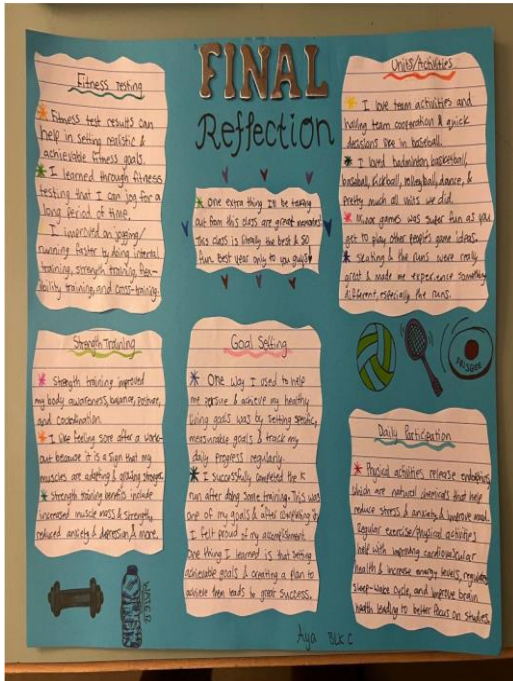 FINAL
Reflection
Fitness Testing
* Fitness test results can
help in setting realistic &
achievable fitness goals.
* I learned through fitness
testing that I can jog for a
long period of time.
I improved on jogging/
running faster by doing interval
training, strength training, flex-
ibility training, and cross-training.
* One extra thing I'll be taking
out from this class are great memories
this class is literally the best & so
fun. Best year only to you guys!
Units/Activities
* I love team activities and
having team cooperation & quick
decisions like in baseball.
* I loved badminton, basketball,
baseball, kickball, volleyball, dance, &
pretty much all units we did.
* Minor games was super fun as you
get to play other people's game ideas.
* Skating & the runs were really
great & made me experience something
different, especially the runs.
Strength Training
* Strength training improved
my body awareness, balance, posture,
and coordination.
* I like feeling sore after a work-
out because it is a sign that my
muscles are adapting & growing stronger.
* Strength training benefits include
increased muscle mass & strength,
reduced anxiety & depression & more.
Goal Setting
* One way I used to help
me pursue & achieve my healthy
living goals was by setting specific,
measurable goals & track my
daily progress regularly.
* I successfully completed the K
run after doing some training. This was
one of my goals & after completing it
I felt proud of my accomplishment.
One thing I learned is that setting
achievable goals & creating a plan to
achieve them leads to great success.
FRISBEE
Daily Participation
* Physical activities release endorphins,
which are natural chemicals that help
reduce stress & anxiety & improve mood.
Regular exercise/physical activities
help with improving cardiovascular
health & increase energy levels, regulates
sleep-wake cycle, and improve brain
health leading to better focus on studies.
WATER
Aya BLK C